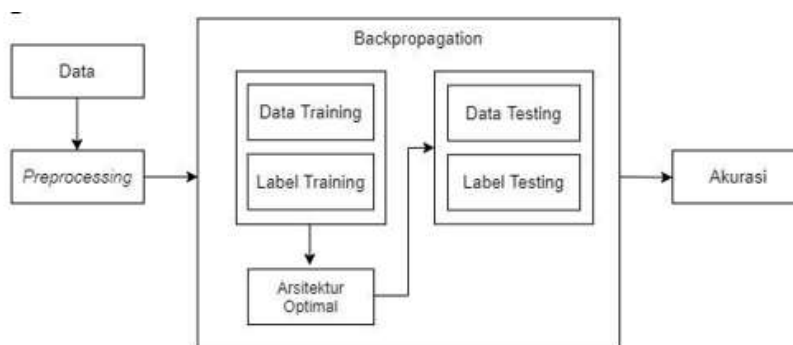 Data
Preprocessing
Backpropagation
Data Training
Label Training
Arsitektur
Optimal
Data Testing
Label Testing
Akurasi